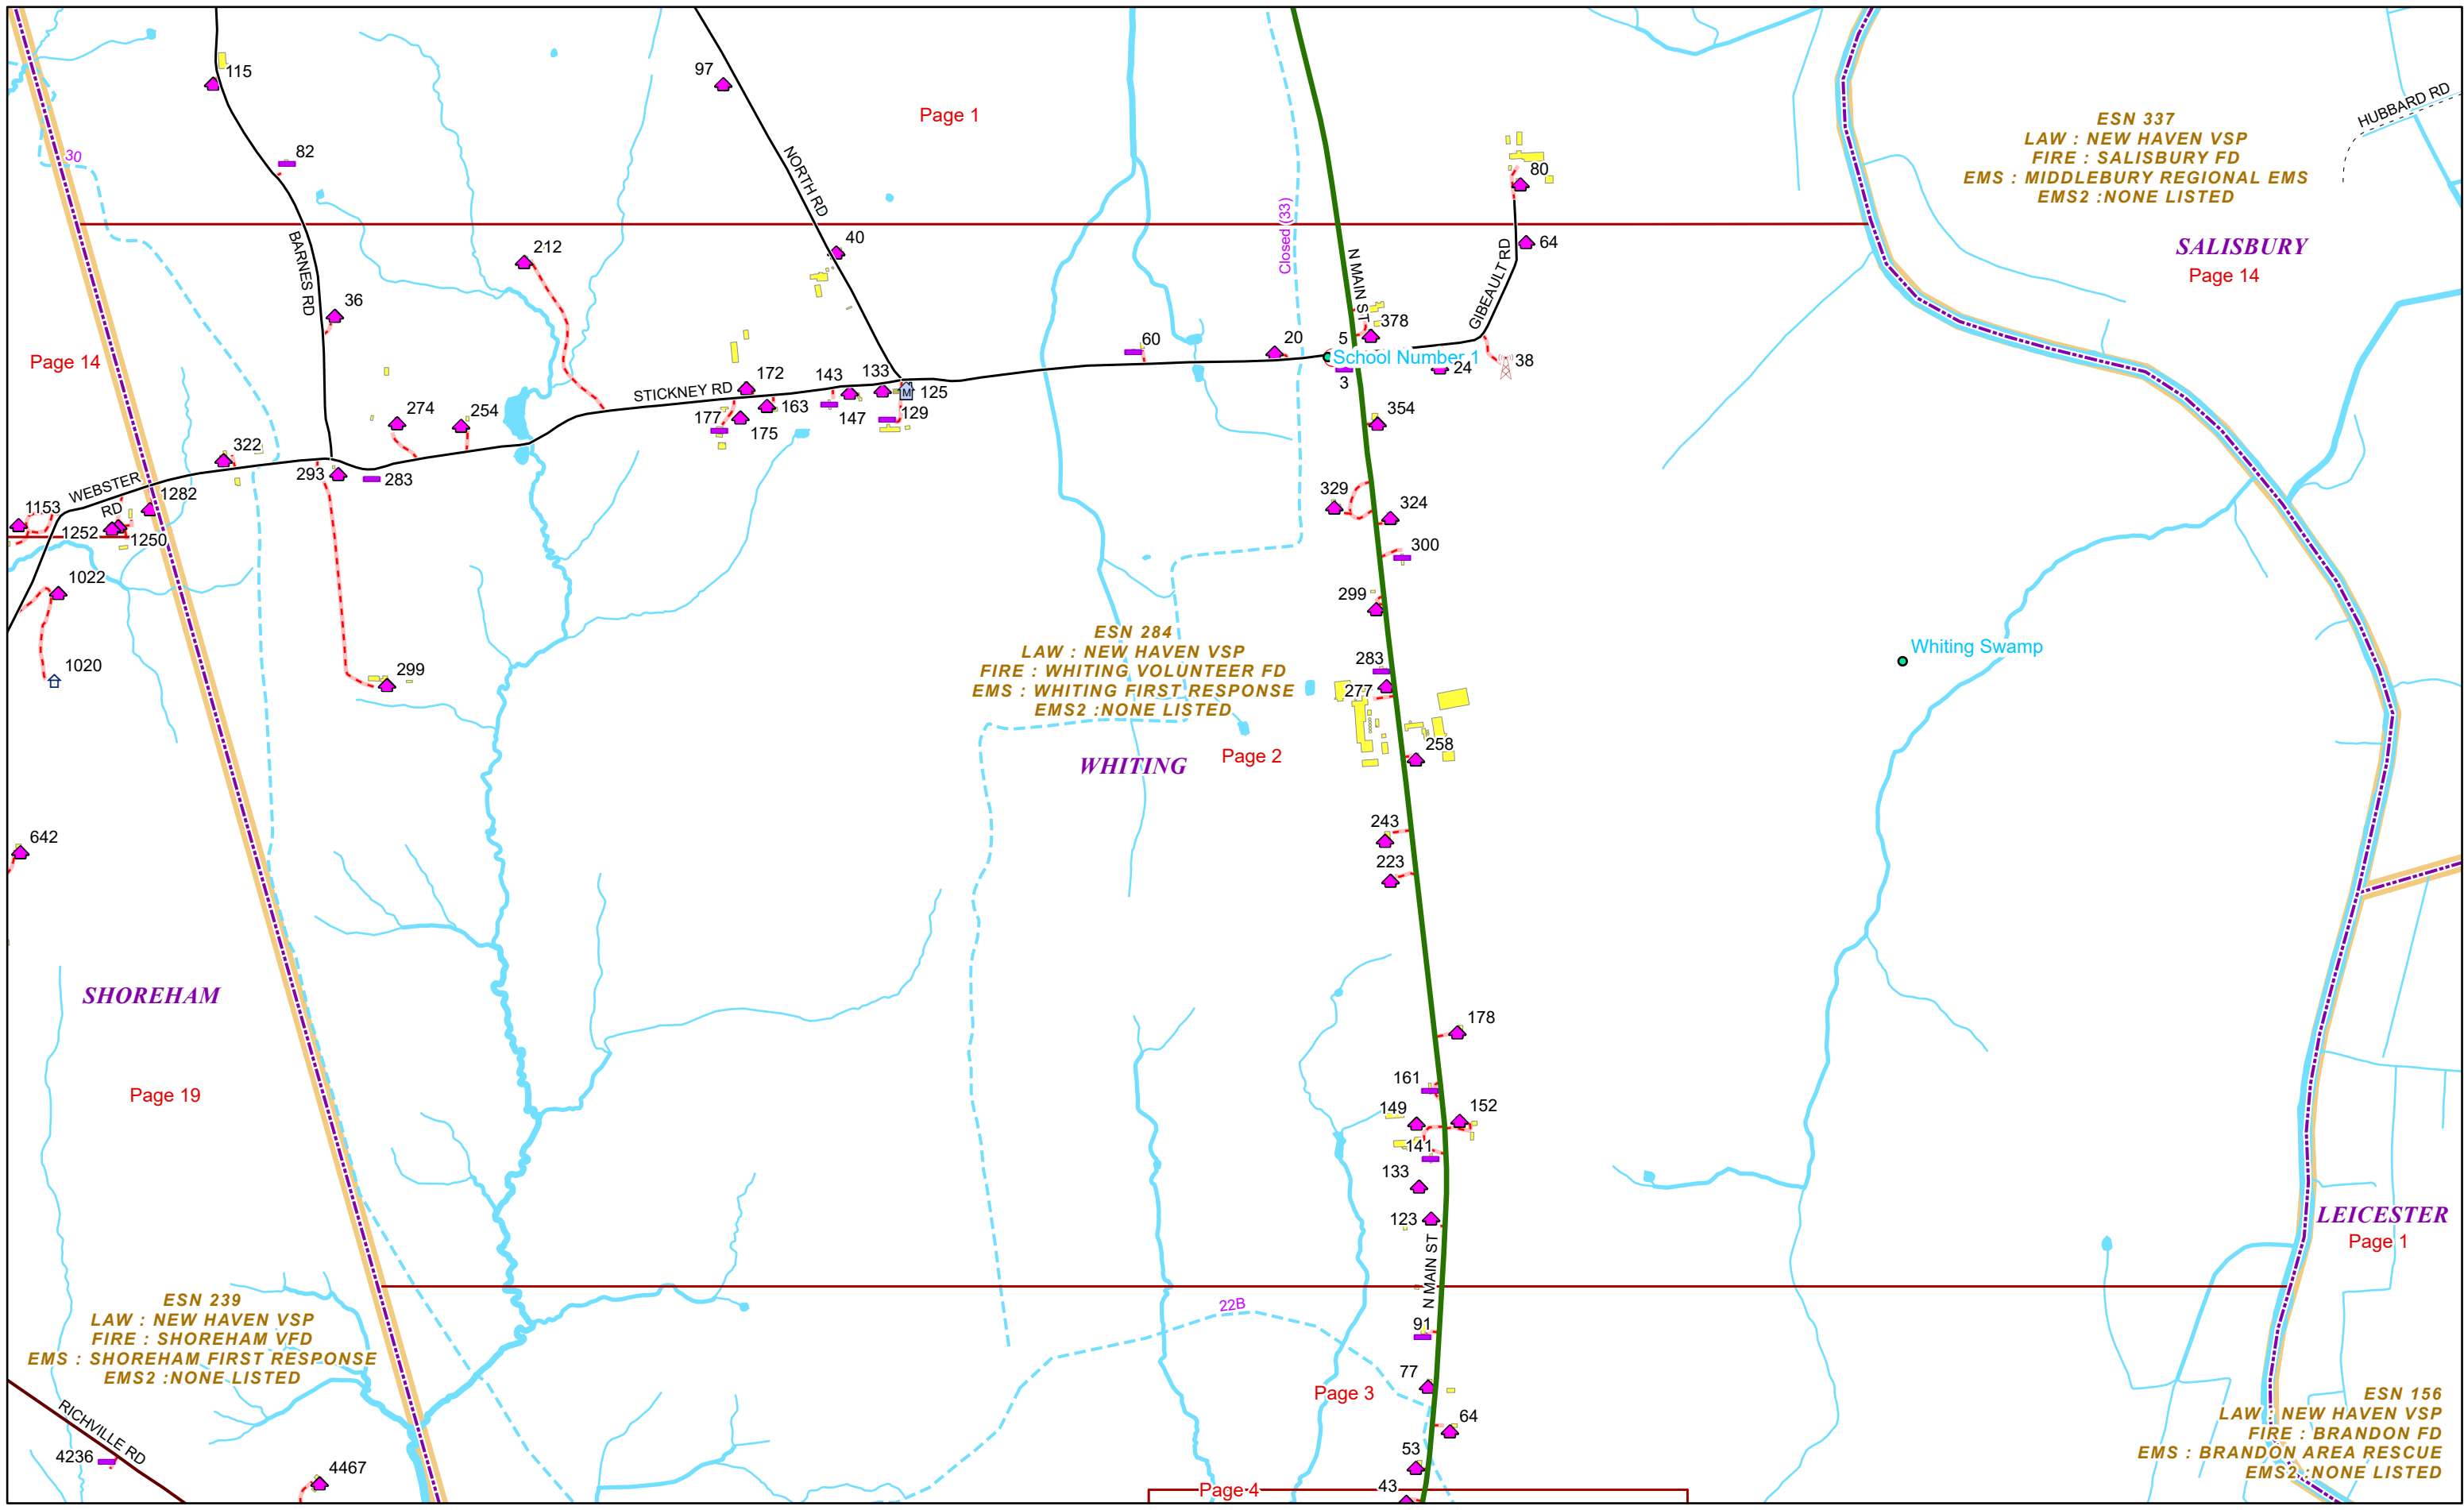 115
97
Page 1
82
30
NORTH RD
80
ESN 337
LAW : NEW HAVEN VSP
FIRE : SALISBURY FD
EMS : MIDDLEBURY REGIONAL EMS
EMS2 :NONE LISTED
HUBBARD RD
SALISBURY
Page 14
BARNES RD
212
40
Closed (33)
N MAIN ST
GIBEAULT RD
64
36
Page 14
60
20
5
378
School Number 1
3
24
38
STICKNEY RD
172
143
133
M
125
177
175
163
147
129
354
274
254
322
293
283
WEBSTER
RD
1282
1153
1252
1250
329
324
300
1022
299
1020
299
ESN 284
LAW : NEW HAVEN VSP
FIRE : WHITING VOLUNTEER FD
EMS : WHITING FIRST RESPONSE
EMS2 :NONE LISTED
Whiting Swamp
283
277
258
WHITING
Page 2
642
243
223
SHOREHAM
Page 19
178
161
149
152
141
133
123
N MAIN ST
LEICESTER
Page 1
ESN 239
LAW : NEW HAVEN VSP
FIRE : SHOREHAM VFD
EMS : SHOREHAM FIRST RESPONSE
EMS2 :NONE LISTED
22B
91
77
Page 3
64
53
43
Page 4
RICHVILLE RD
4236
4467
ESN 156
LAW : NEW HAVEN VSP
FIRE : BRANDON FD
EMS : BRANDON AREA RESCUE
EMS2 :NONE LISTED